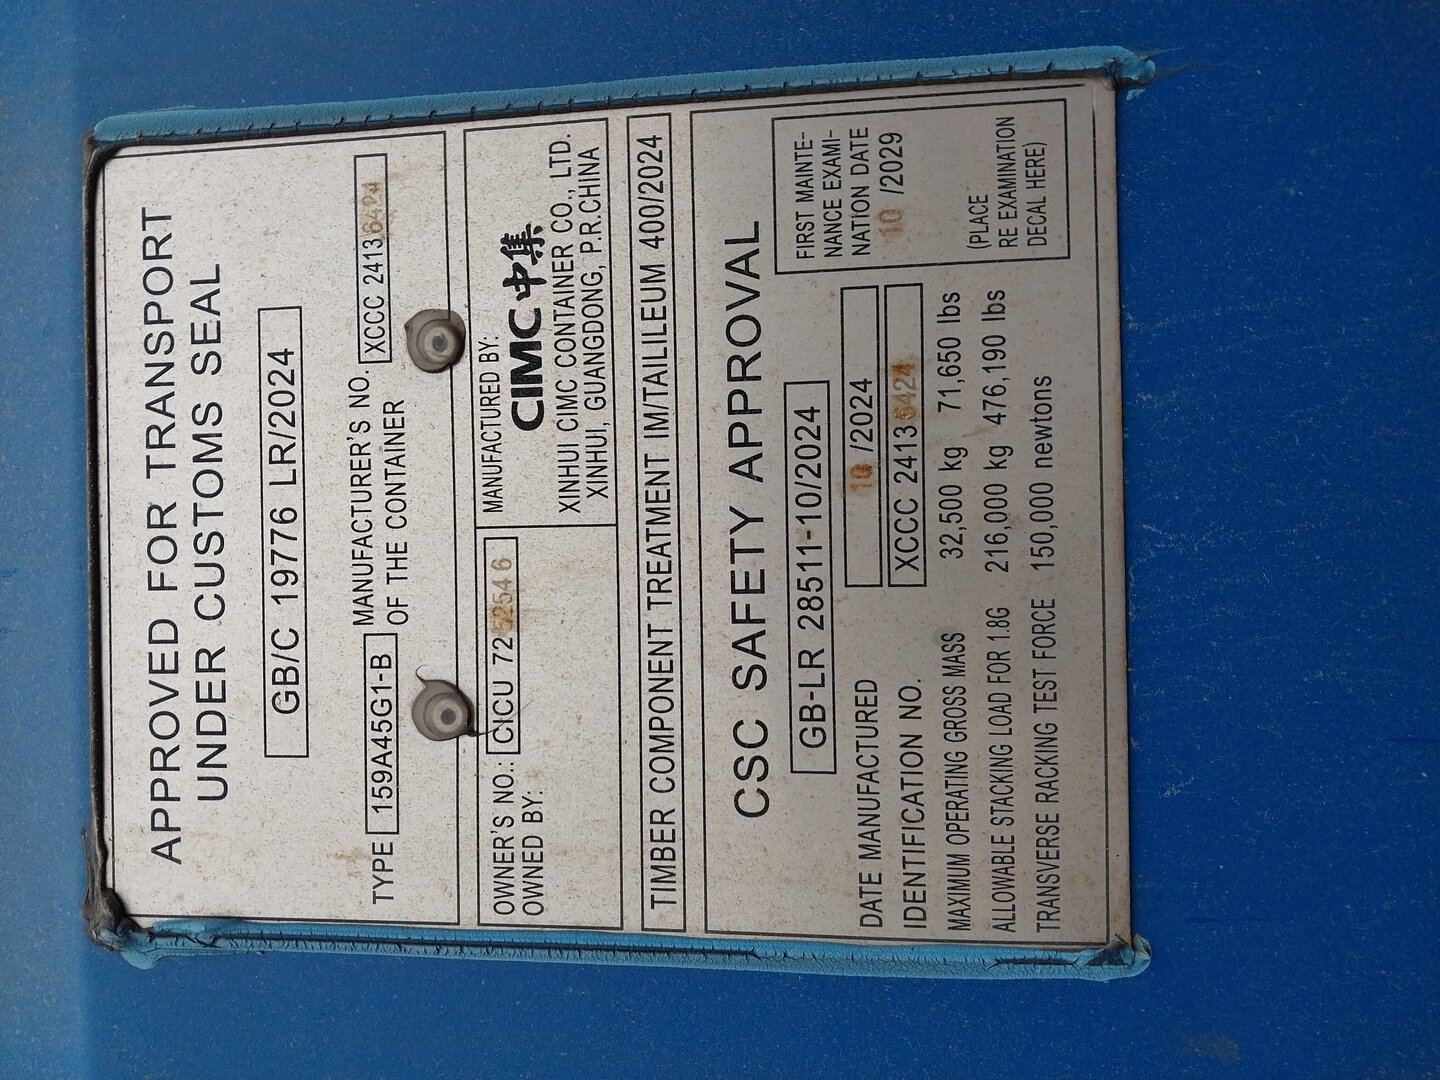 APPROVED FOR TRANSPORT
UNDER CUSTOMS SEAL
GB/C 19776 LR/2024
TYPE 159A45G1-B MANUFACTURER'S NO.
OF THE CONTAINER XCCC 2413 6424
OWNER'S NO.: CICU 72 52546
OWNED BY:
MANUFACTURED BY:
CIMC 中集
XINHUI CIMC CONTAINER CO., LTD.
XINHUI, GUANGDONG, P.R.CHINA
TIMBER COMPONENT TREATMENT IM/TAILILEUM 400/2024
CSC SAFETY APPROVAL
GB-LR 28511-10/2024
DATE MANUFACTURED 10 /2024
IDENTIFICATION NO. XCCC 2413 6424
MAXIMUM OPERATING GROSS MASS 32,500 kg 71,650 lbs
ALLOWABLE STACKING LOAD FOR 1.8G 216,000 kg 476,190 lbs
TRANSVERSE RACKING TEST FORCE 150,000 newtons
FIRST MAINTE-
NANCE EXAMI-
NATION DATE
10 /2029
(PLACE
RE EXAMINATION
DECAL HERE)